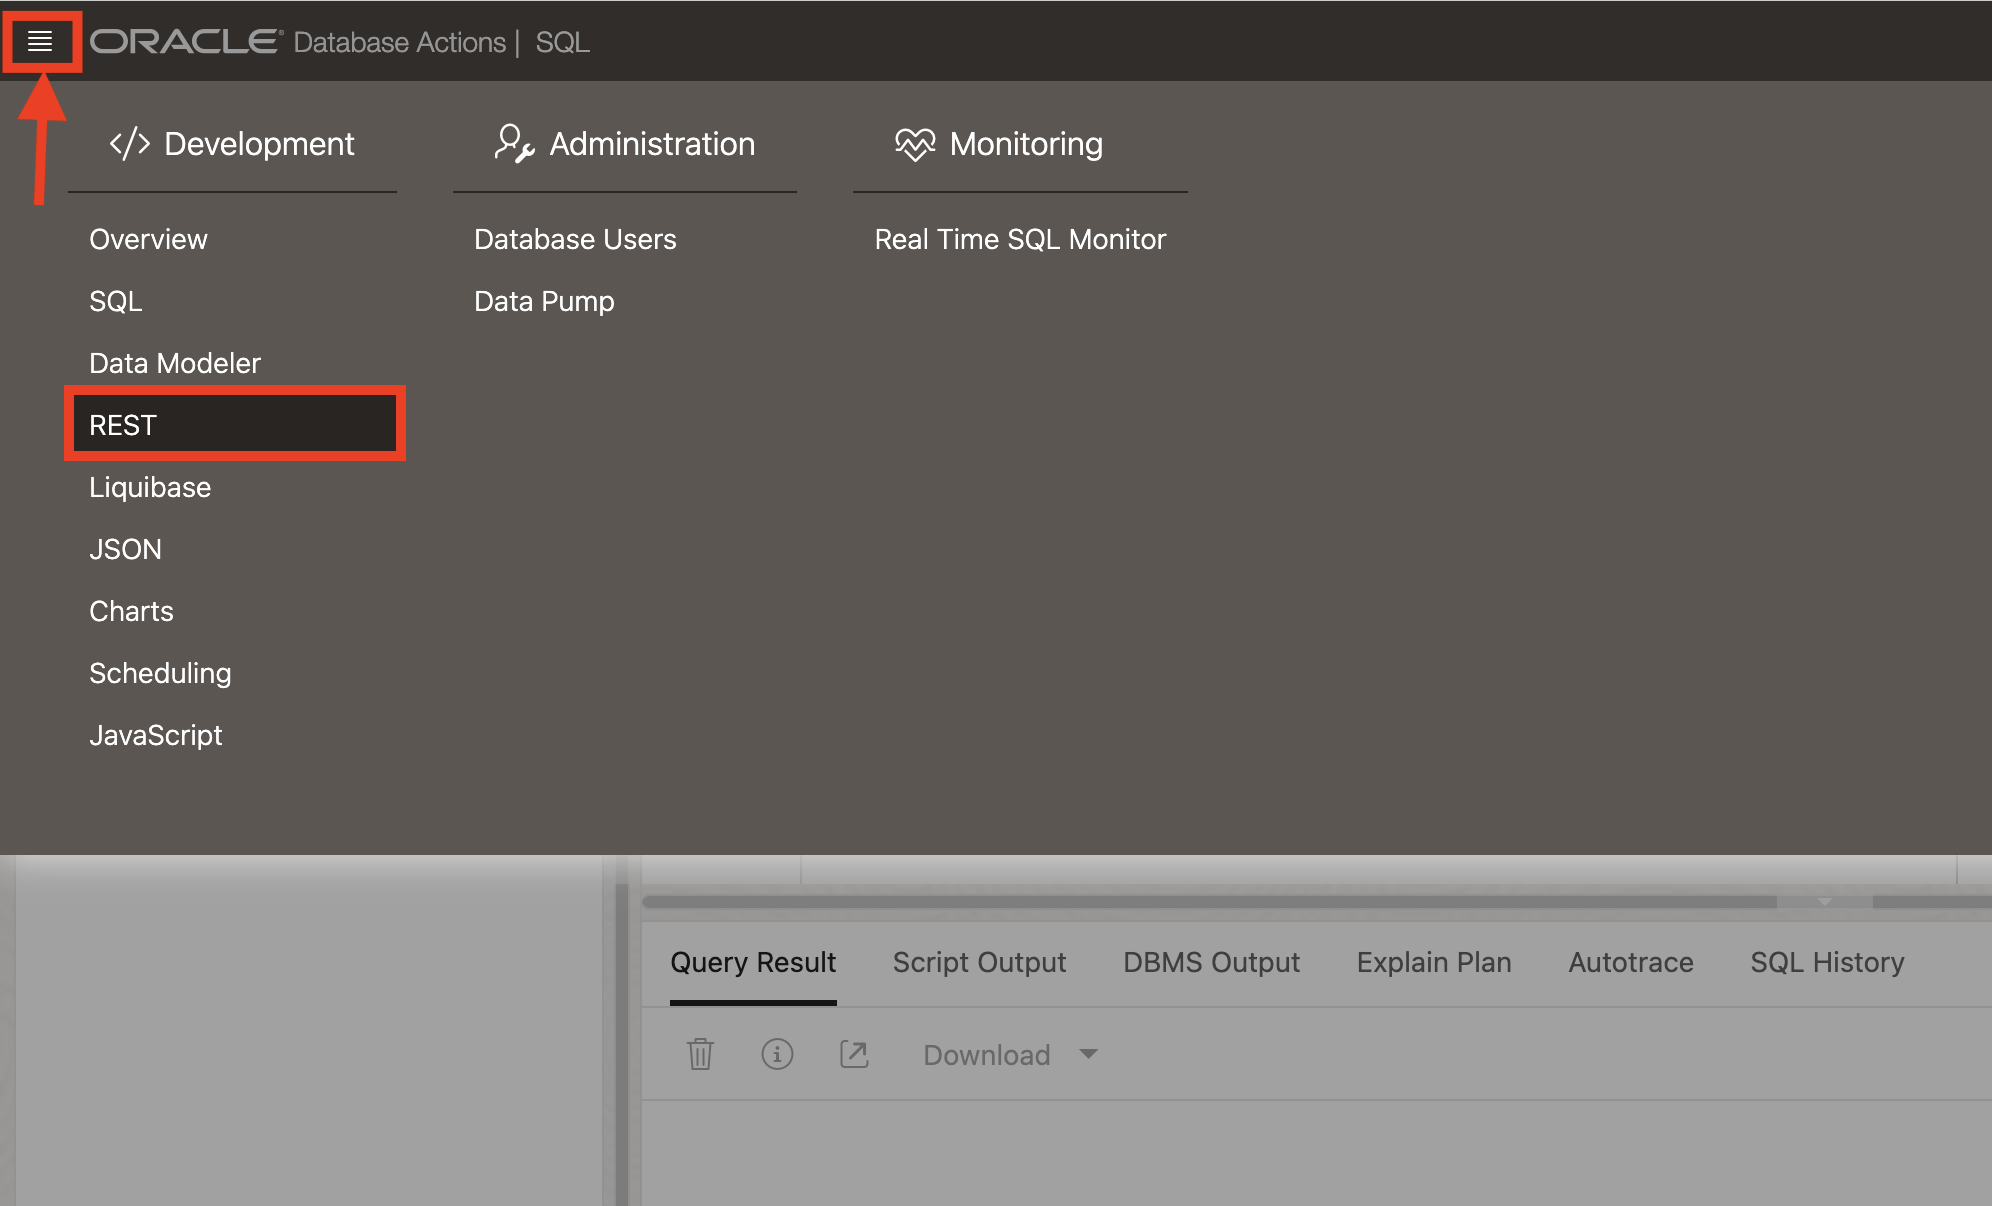 ORACLE® Database Actions | SQL
Development
Overview
SQL
Data Modeler
REST
Liquibase
JSON
Charts
Scheduling
JavaScript
Administration
Database Users
Data Pump
Monitoring
Real Time SQL Monitor
Query Result Script Output DBMS Output Explain Plan Autotrace SQL History
Download